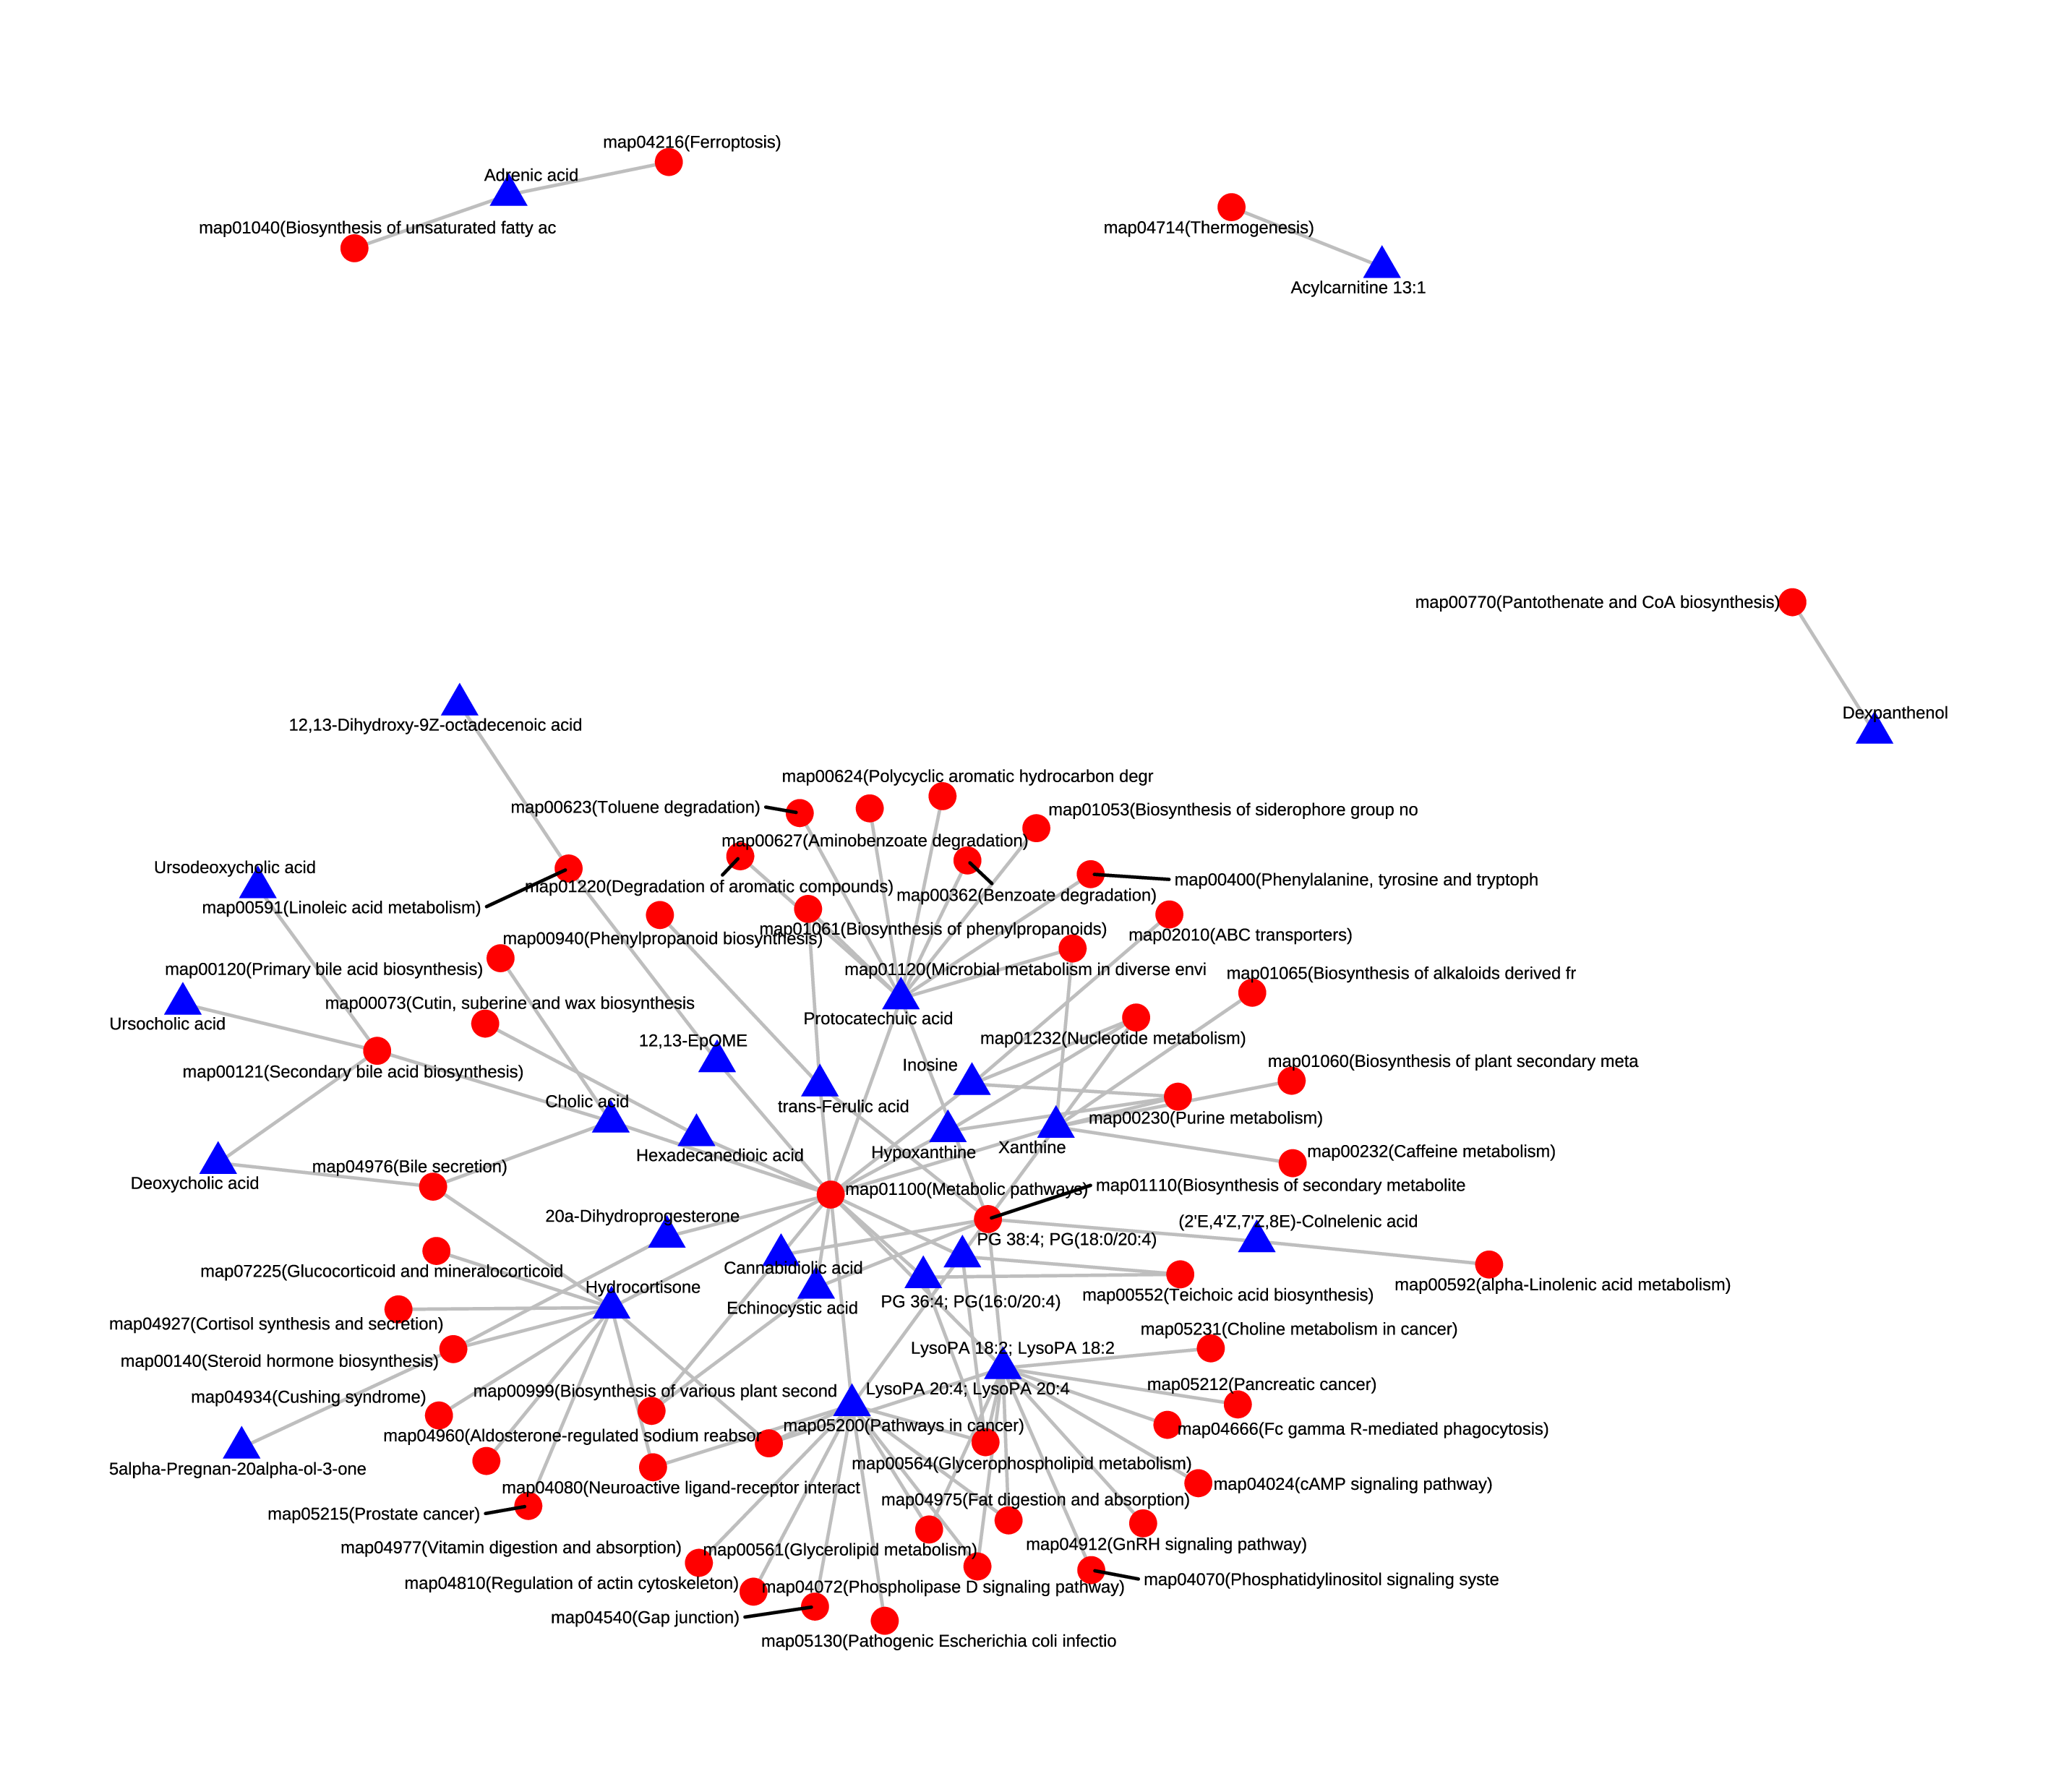 map04216(Ferroptosis)
Adrenic acid
map01040(Biosynthesis of unsaturated fatty ac
map04714(Thermogenesis)
Acylcarnitine 13:1
map00770(Pantothenate and CoA biosynthesis)
Dexpanthenol
12,13-Dihydroxy-9Z-octadecenoic acid
map00624(Polycyclic aromatic hydrocarbon degr
map00623(Toluene degradation)
map01053(Biosynthesis of siderophore group no
map00627(Aminobenzoate degradation)
Ursodeoxycholic acid
map01220(Degradation of aromatic compounds)
map00400(Phenylalanine, tyrosine and tryptoph
map00362(Benzoate degradation)
map00591(Linoleic acid metabolism)
map01061(Biosynthesis of phenylpropanoids)
map02010(ABC transporters)
map00940(Phenylpropanoid biosynthesis)
map00120(Primary bile acid biosynthesis)
map01120(Microbial metabolism in diverse envi
map01065(Biosynthesis of alkaloids derived fr
map00073(Cutin, suberine and wax biosynthesis
Protocatechuic acid
Ursocholic acid
12,13-EpOME
map01232(Nucleotide metabolism)
map01060(Biosynthesis of plant secondary meta
Inosine
map00121(Secondary bile acid biosynthesis)
Cholic acid
trans-Ferulic acid
map00230(Purine metabolism)
Xanthine
Hypoxanthine
map00232(Caffeine metabolism)
Hexadecanedioic acid
map04976(Bile secretion)
Deoxycholic acid
map01100(Metabolic pathways)
map01110(Biosynthesis of secondary metabolite
20a-Dihydroprogesterone
(2'E,4'Z,7'Z,8E)-Colnelenic acid
PG 38:4; PG(18:0/20:4)
Cannabidiolic acid
map07225(Glucocorticoid and mineralocorticoid
map00592(alpha-Linolenic acid metabolism)
Hydrocortisone
map00552(Teichoic acid biosynthesis)
PG 36:4; PG(16:0/20:4)
Echinocystic acid
map04927(Cortisol synthesis and secretion)
map05231(Choline metabolism in cancer)
LysoPA 18:2; LysoPA 18:2
map00140(Steroid hormone biosynthesis)
map05212(Pancreatic cancer)
LysoPA 20:4; LysoPA 20:4
map00999(Biosynthesis of various plant second
map04934(Cushing syndrome)
map05200(Pathways in cancer)
map04666(Fc gamma R-mediated phagocytosis)
map04960(Aldosterone-regulated sodium reabsor
map00564(Glycerophospholipid metabolism)
5alpha-Pregnan-20alpha-ol-3-one
map04024(cAMP signaling pathway)
map04080(Neuroactive ligand-receptor interact
map04975(Fat digestion and absorption)
map05215(Prostate cancer)
map04912(GnRH signaling pathway)
map04977(Vitamin digestion and absorption)
map00561(Glycerolipid metabolism)
map04070(Phosphatidylinositol signaling syste
map04810(Regulation of actin cytoskeleton)
map04072(Phospholipase D signaling pathway)
map04540(Gap junction)
map05130(Pathogenic Escherichia coli infectio